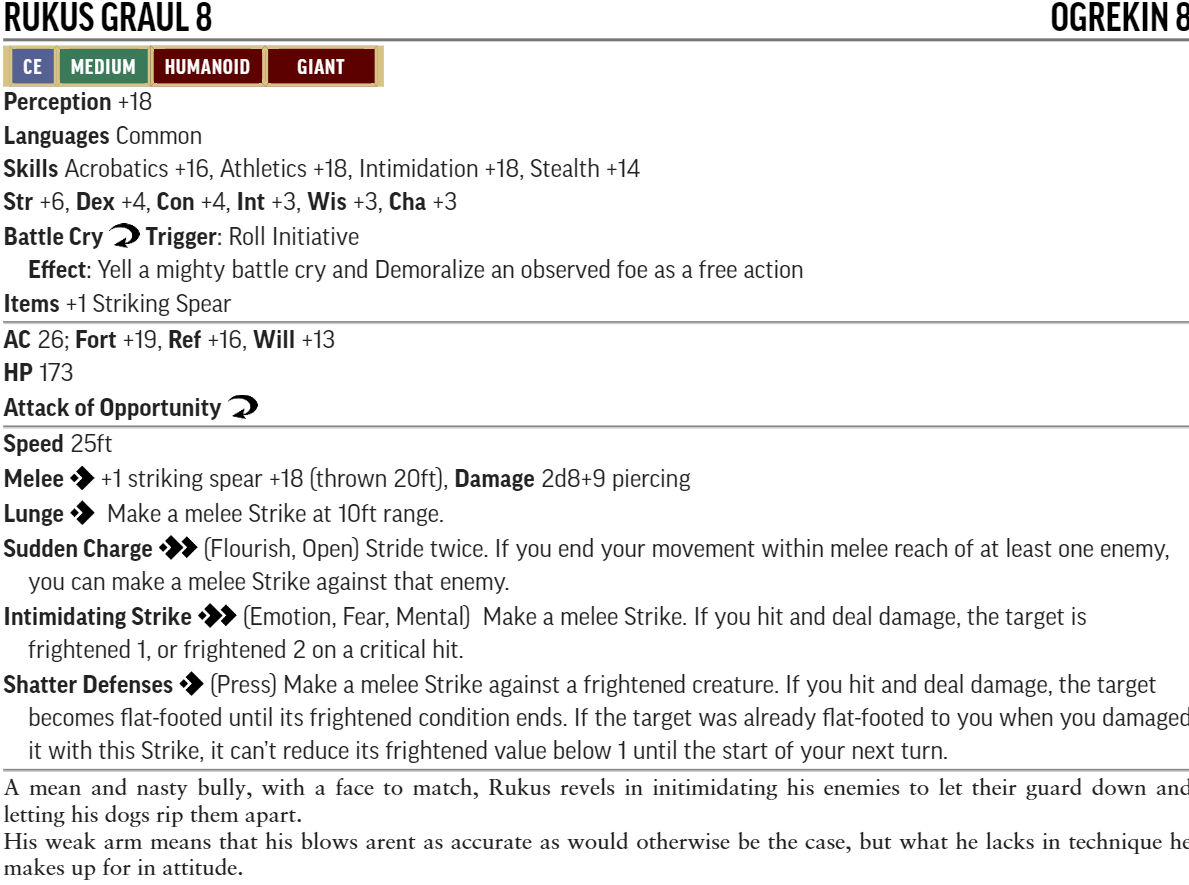 RUKUS GRAUL 8 OGREKIN 8
CE MEDIUM HUMANOID GIANT
Perception +18
Languages Common
Skills Acrobatics +16, Athletics +18, Intimidation +18, Stealth +14
Str +6, Dex +4, Con +4, Int +3, Wis +3, Cha +3
Battle Cry Trigger: Roll Initiative
Effect: Yell a mighty battle cry and Demoralize an observed foe as a free action
Items +1 Striking Spear
AC 26; Fort +19, Ref +16, Will +13
HP 173
Attack of Opportunity
Speed 25ft
Melee +1 striking spear +18 (thrown 20ft), Damage 2d8+9 piercing
Lunge Make a melee Strike at 10ft range.
Sudden Charge (Flourish, Open) Stride twice. If you end your movement within melee reach of at least one enemy,
you can make a melee Strike against that enemy.
Intimidating Strike (Emotion, Fear, Mental) Make a melee Strike. If you hit and deal damage, the target is
frightened 1, or frightened 2 on a critical hit.
Shatter Defenses (Press) Make a melee Strike against a frightened creature. If you hit and deal damage, the target
becomes flat-footed until its frightened condition ends. If the target was already flat-footed to you when you damaged
it with this Strike, it can't reduce its frightened value below 1 until the start of your next turn.
A mean and nasty bully, with a face to match, Rukus revels in initimidating his enemies to let their guard down and
letting his dogs rip them apart.
His weak arm means that his blows arent as accurate as would otherwise be the case, but what he lacks in technique he
makes up for in attitude.